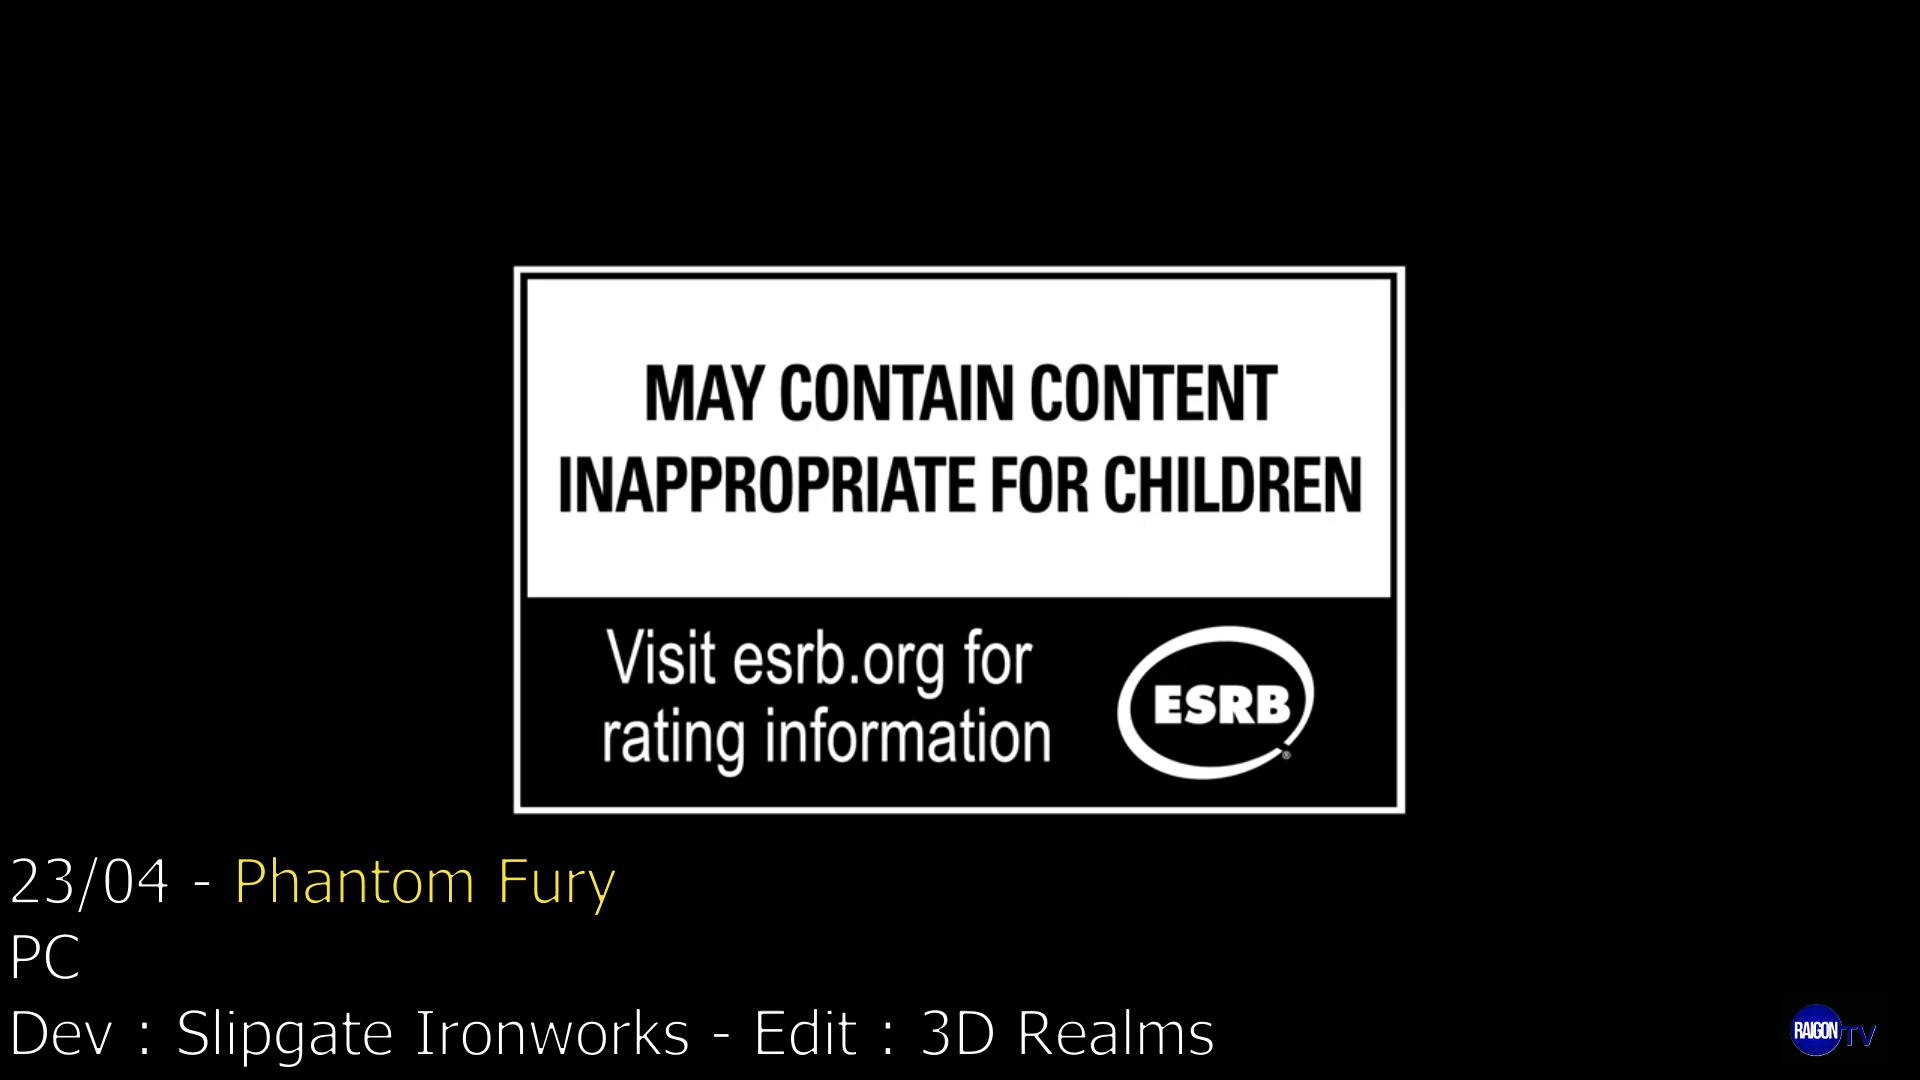 MAY CONTAIN CONTENT
INAPPROPRIATE FOR CHILDREN
Visit esrb.org for
rating information
ESRB
®
23/04 - Phantom Fury
PC
Dev : Slipgate Ironworks - Edit : 3D Realms
RAIGON TV